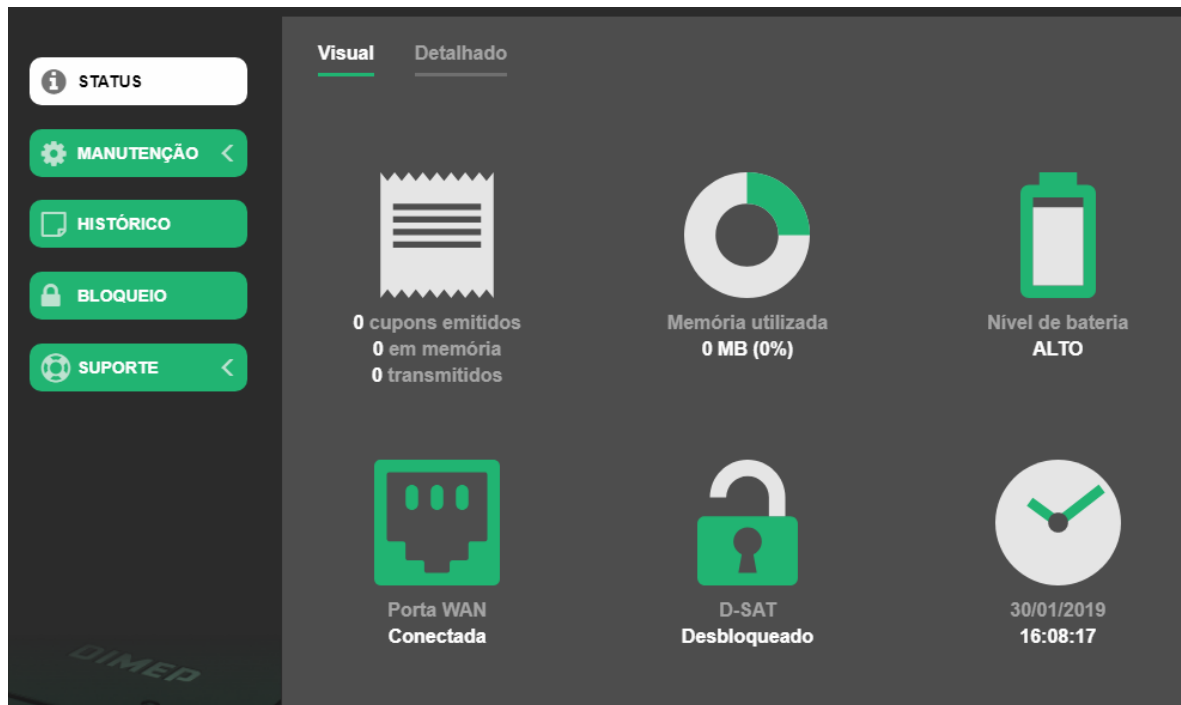 STATUS
MANUTENÇÃO
HISTÓRICO
BLOQUEIO
SUPORTE
DIMEP
Visual Detalhado
0 cupons emitidos
0 em memória
0 transmitidos
Memória utilizada
0 MB (0%)
Nível de bateria
ALTO
Porta WAN
Conectada
D-SAT
Desbloqueado
30/01/2019
16:08:17